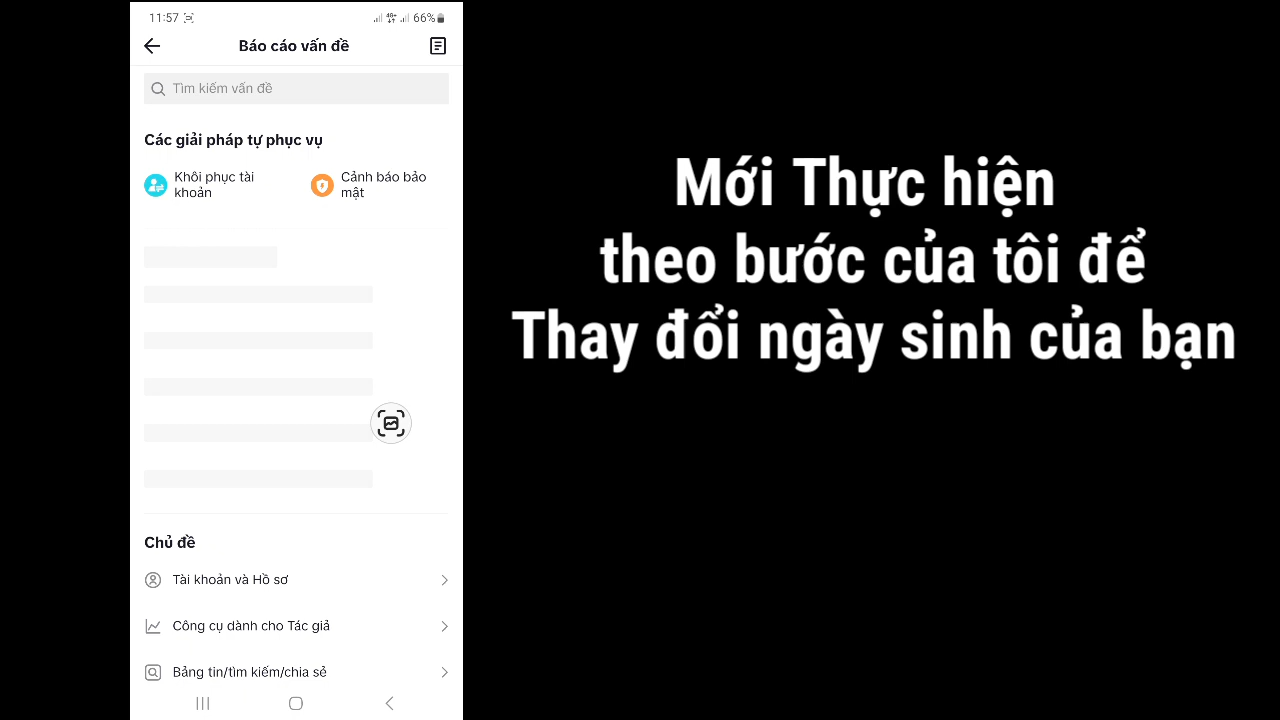 11:57
4G+
66%
Báo cáo vấn đề
Tìm kiếm vấn đề
Các giải pháp tự phục vụ
Khôi phục tài
khoản
Cảnh báo bảo
mật
Chủ đề
Tài khoản và Hồ sơ
Công cụ dành cho Tác giả
Bảng tin/tìm kiếm/chia sẻ
Mới Thực hiện
theo bước của tôi để
Thay đổi ngày sinh của bạn